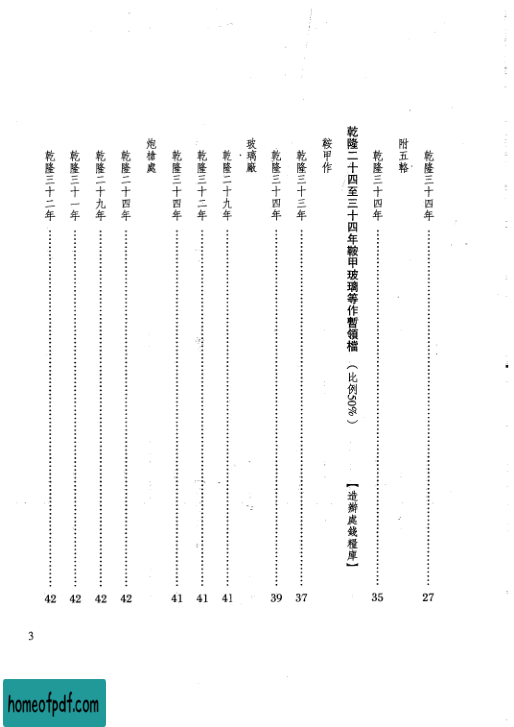 乾隆三十四年 27
附五輅
乾隆三十四年 35
乾隆二十四至三十四年鞍甲玻璃等作暫領檔（比例50%）【造辦處錢糧庫】
鞍甲作
乾隆三十三年 37
乾隆三十四年 39
玻璃廠
乾隆二十九年 41
乾隆三十二年 41
乾隆三十四年 41
炮槍處
乾隆二十四年 42
乾隆二十九年 42
乾隆三十一年 42
乾隆三十二年 42
3
homeofpdf.com